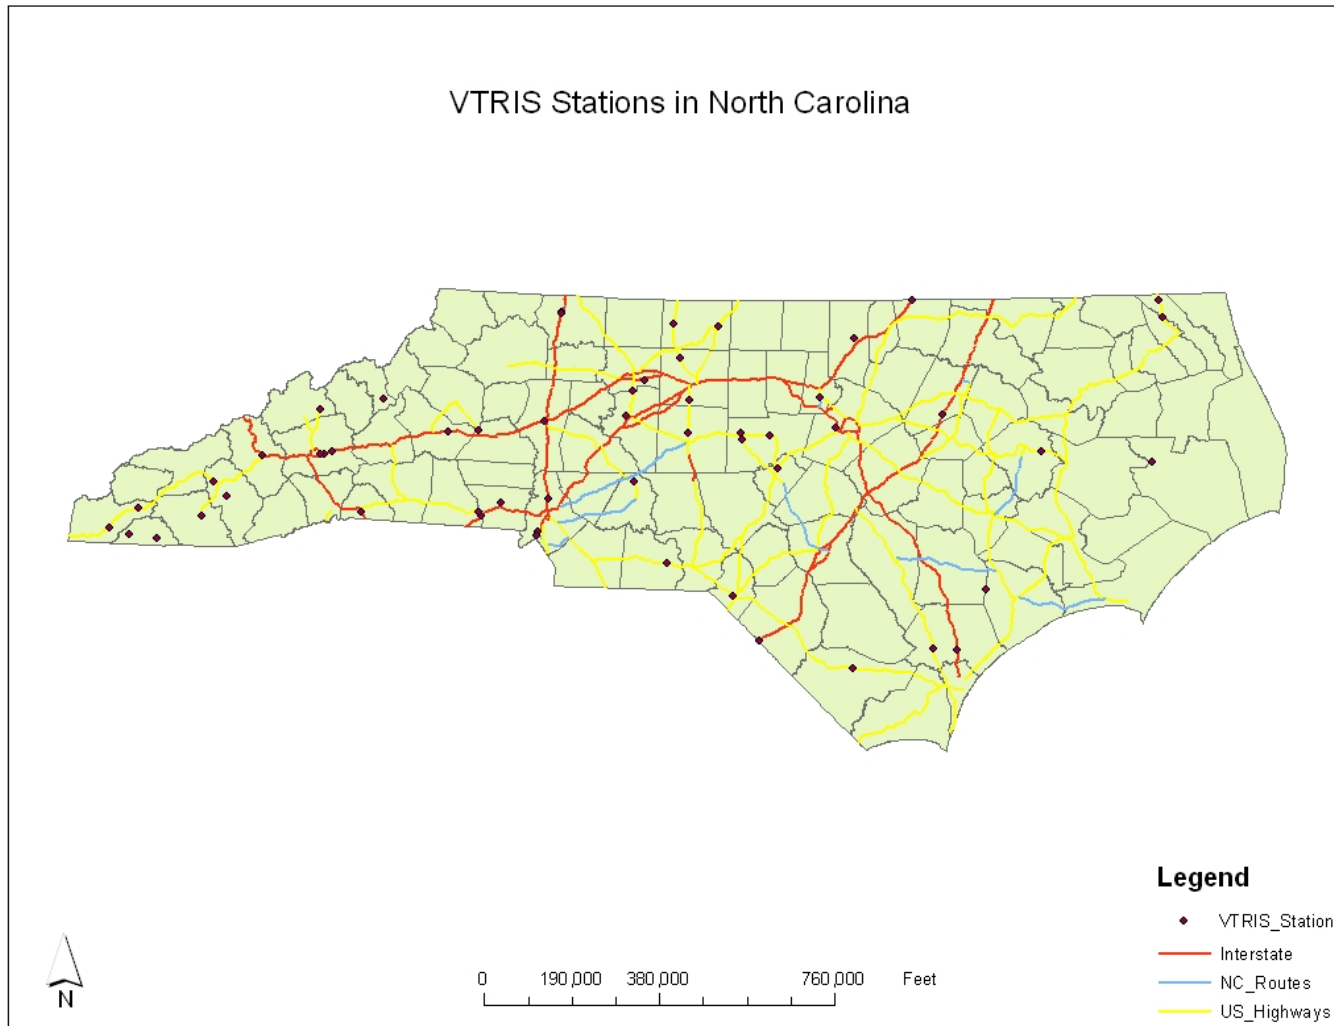 VTRIS Stations in North Carolina
Legend
VTRIS_Station
Interstate
NC_Routes
US_Highways
N
0 190,000 380,000 760,000 Feet